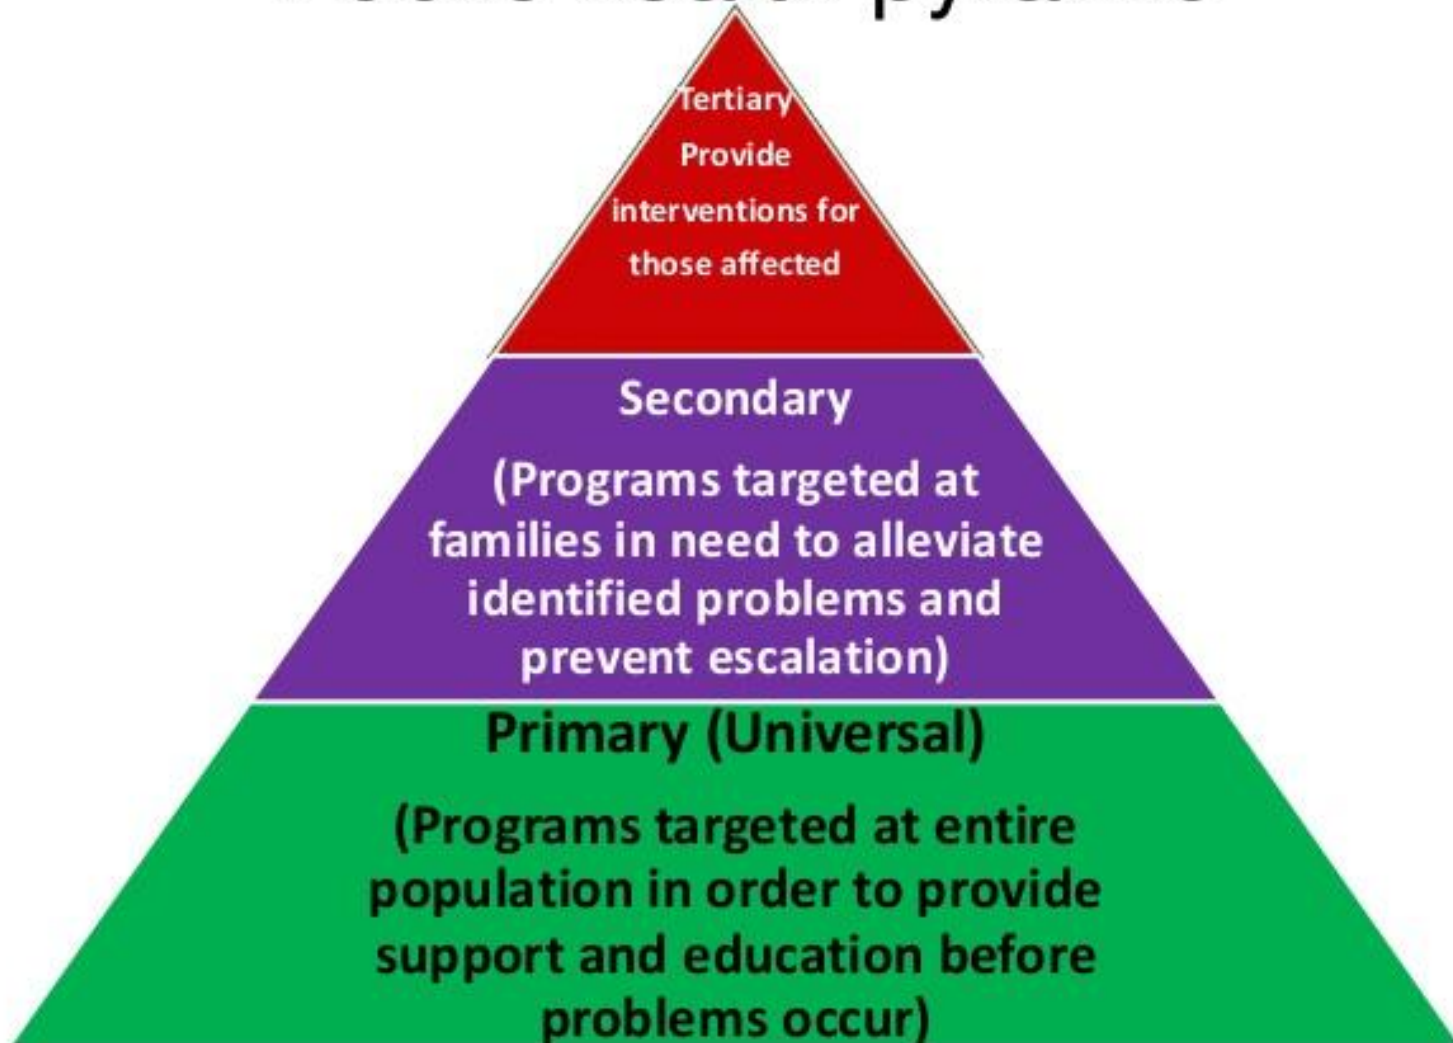 pyramid
Tertiary
Provide
interventions for
those affected
Secondary
(Programs targeted at
families in need to alleviate
identified problems and
prevent escalation)
Primary (Universal)
(Programs targeted at entire
population in order to provide
support and education before
problems occur)